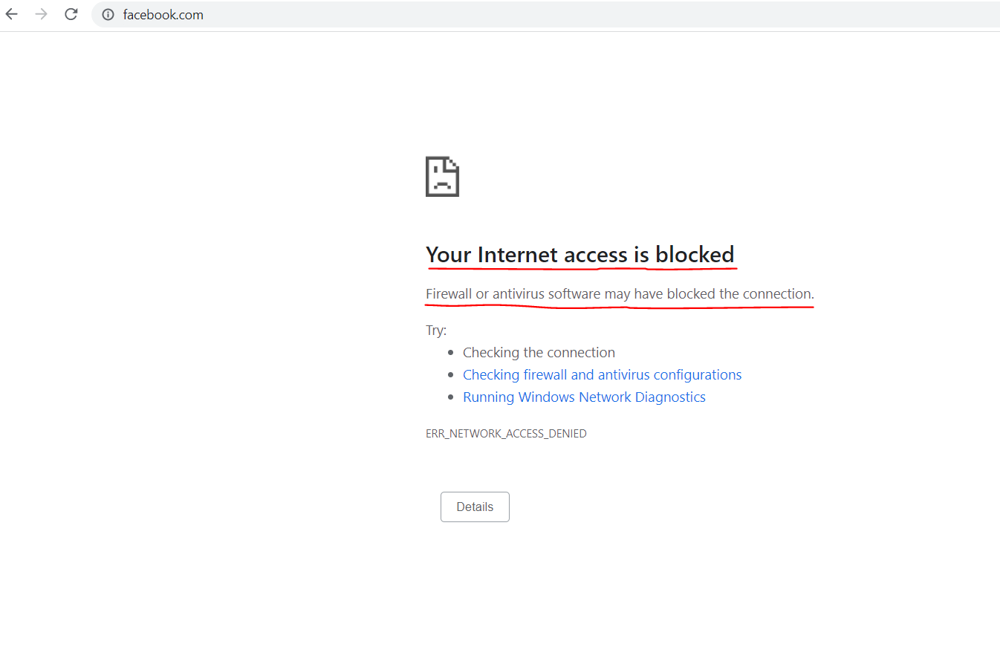 facebook.com
Your Internet access is blocked
Firewall or antivirus software may have blocked the connection.
Try:
Checking the connection
Checking firewall and antivirus configurations
Running Windows Network Diagnostics
ERR_NETWORK_ACCESS_DENIED
Details